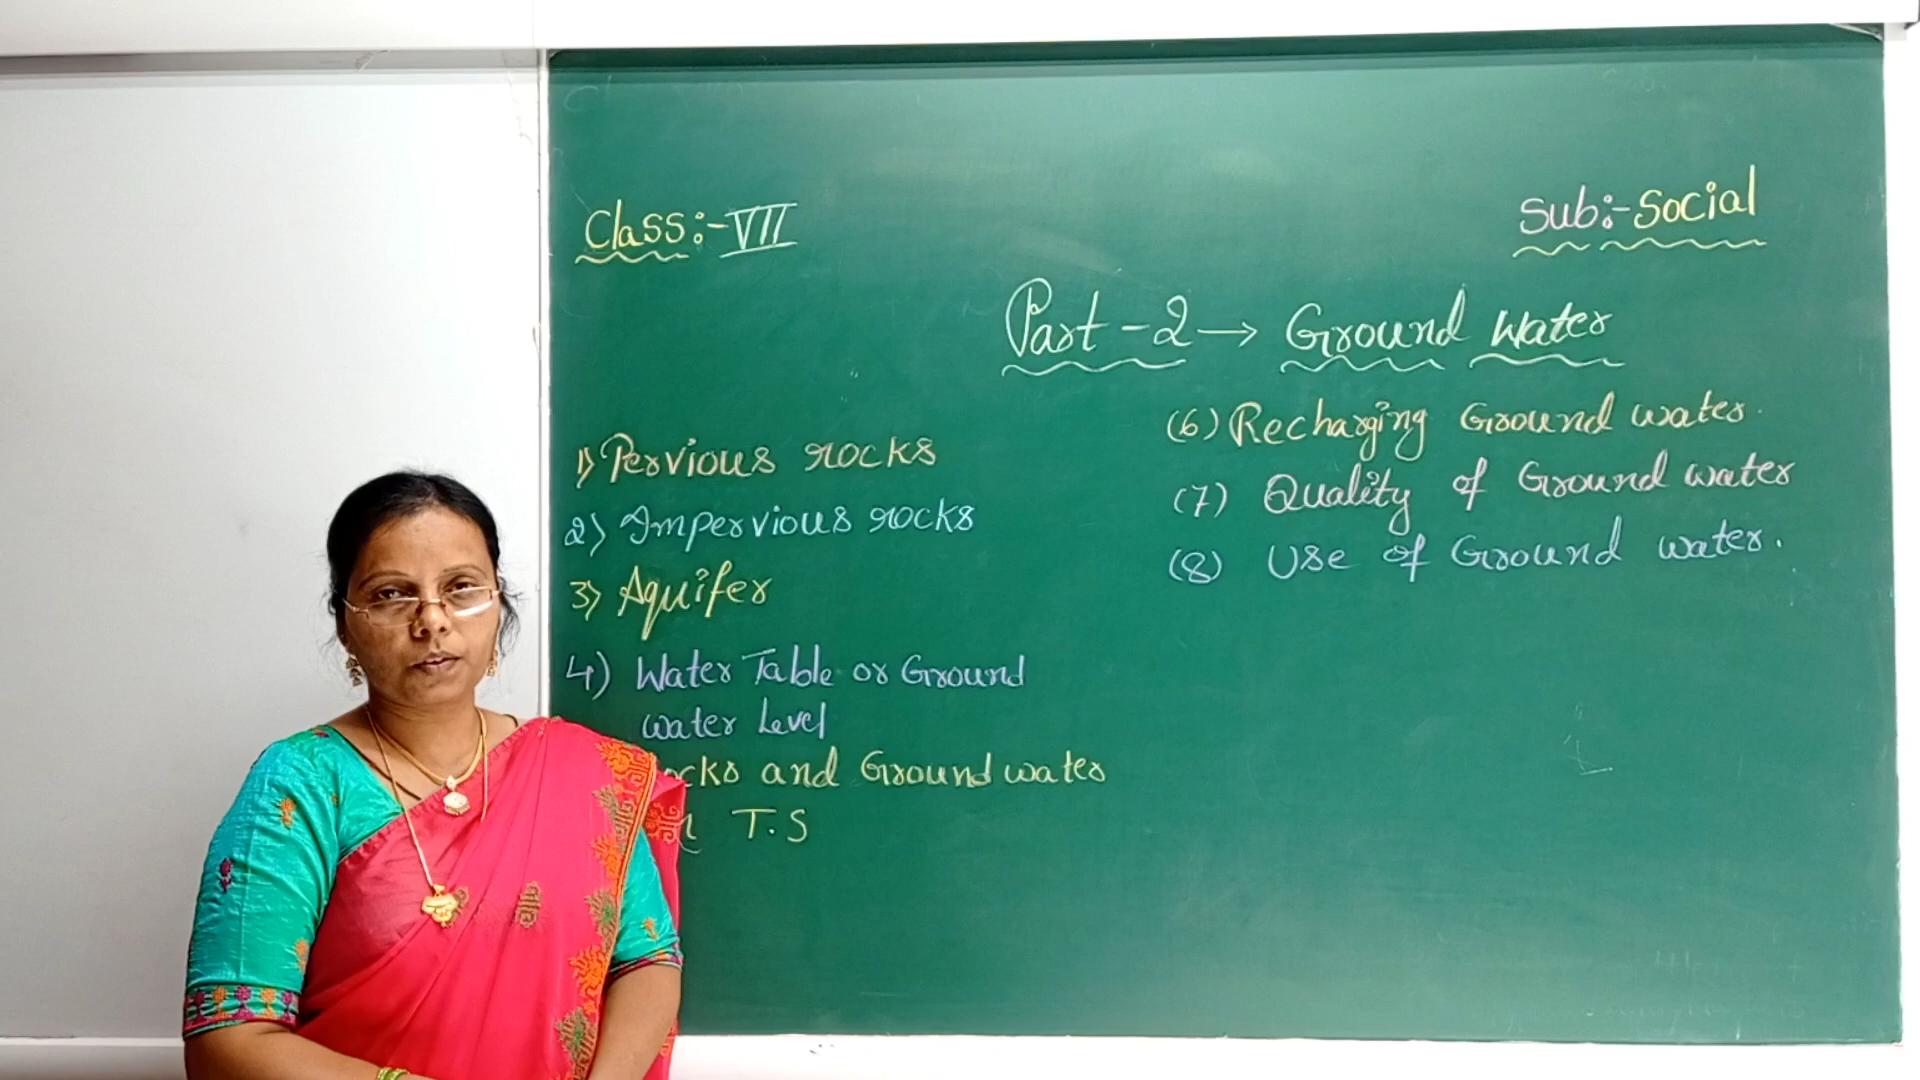 Class:- VII
Sub:- Social
Part-2 → Ground Water
1) Pervious rocks
2) Impervious rocks
3) Aquifer
4) Water Table or Ground
water Level
and Ground water
T.S
(6) Recharging Ground water.
(7) Quality of Ground water
(8) Use of Ground water.